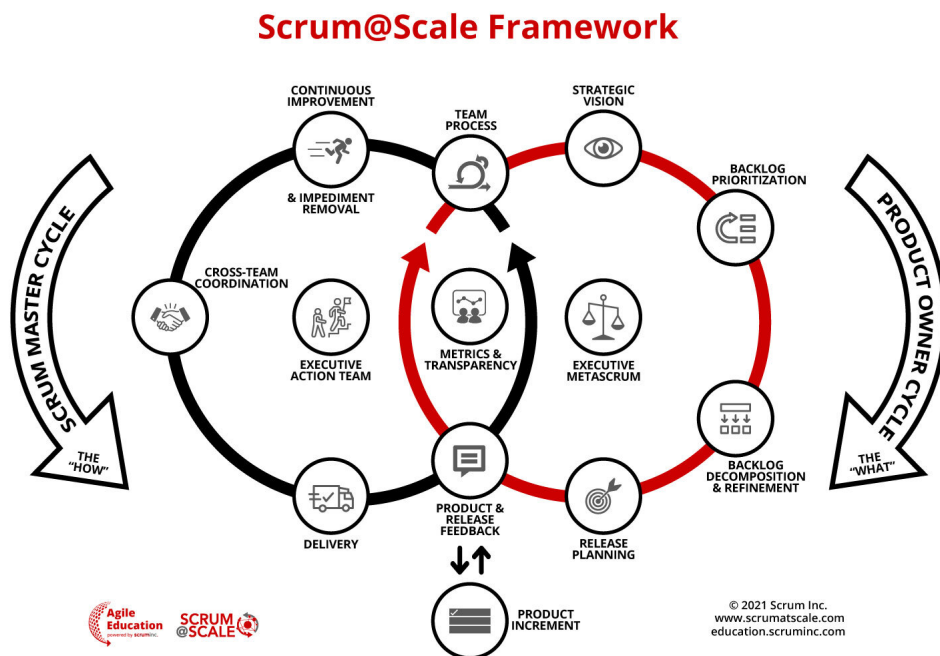 Scrum@Scale Framework
CONTINUOUS
IMPROVEMENT
& IMPEDIMENT
REMOVAL
TEAM
PROCESS
STRATEGIC
VISION
BACKLOG
PRIORITIZATION
SCRUM MASTER CYCLE
THE
"HOW"
CROSS-TEAM
COORDINATION
EXECUTIVE
ACTION TEAM
METRICS &
TRANSPARENCY
EXECUTIVE
METASCRUM
PRODUCT OWNER CYCLE
THE
"WHAT"
BACKLOG
DECOMPOSITION
& REFINEMENT
DELIVERY
PRODUCT &
RELEASE
FEEDBACK
RELEASE
PLANNING
PRODUCT
INCREMENT
Agile
Education
powered by scruminc.
SCRUM
@SCALE
© 2021 Scrum Inc.
www.scrumatscale.com
education.scruminc.com